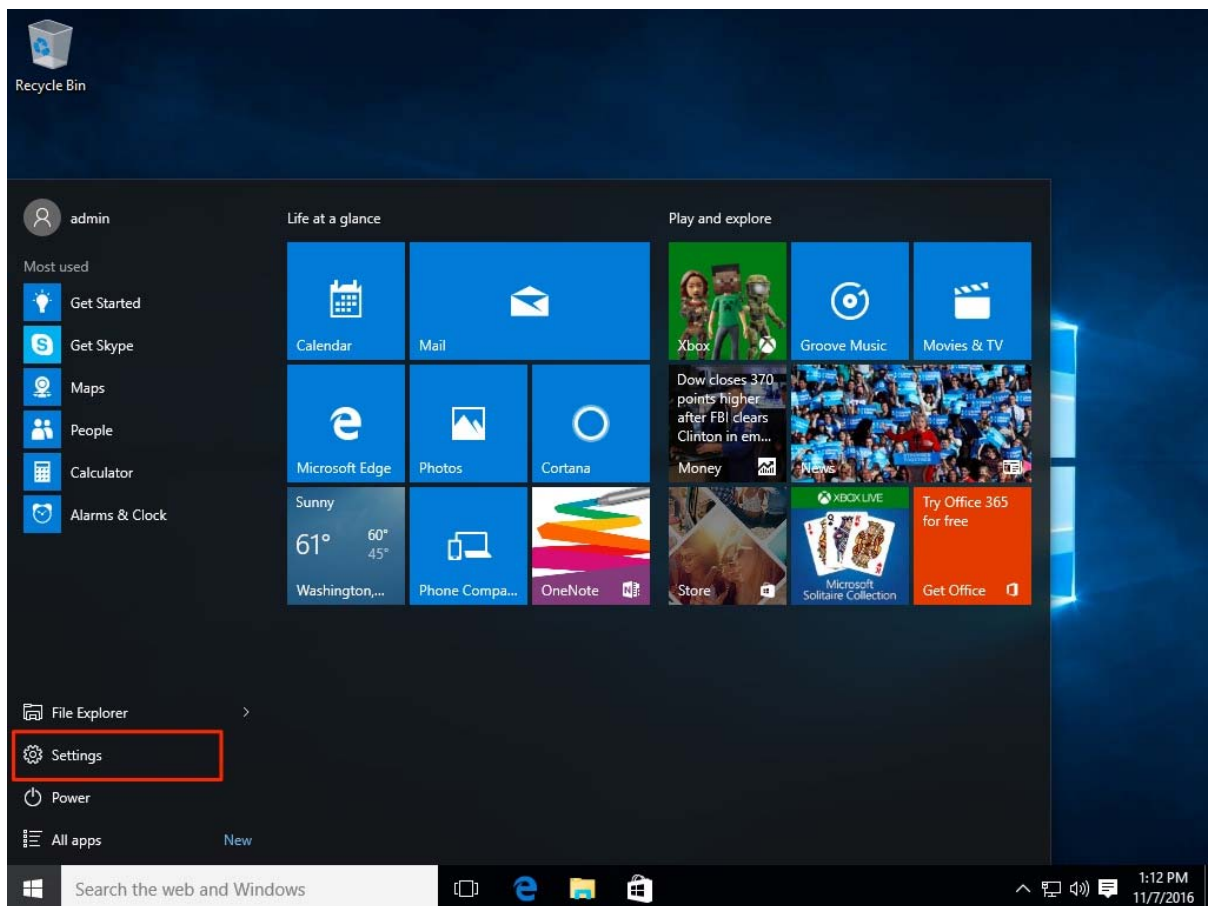 Recycle Bin
admin
Most used
Get Started
Get Skype
Maps
People
Calculator
Alarms & Clock
File Explorer
Settings
Power
All apps New
Life at a glance
Calendar
Mail
Microsoft Edge
Photos
Cortana
Sunny
61° 60°
45°
Washington,...
Phone Compa...
OneNote
Play and explore
Xbox
Groove Music
Movies & TV
Dow closes 370
points higher
after FBI clears
Clinton in em...
Money
News
Store
XBOX LIVE
Microsoft
Solitaire Collection
Try Office 365
for free
Get Office
Search the web and Windows
1:12 PM
11/7/2016